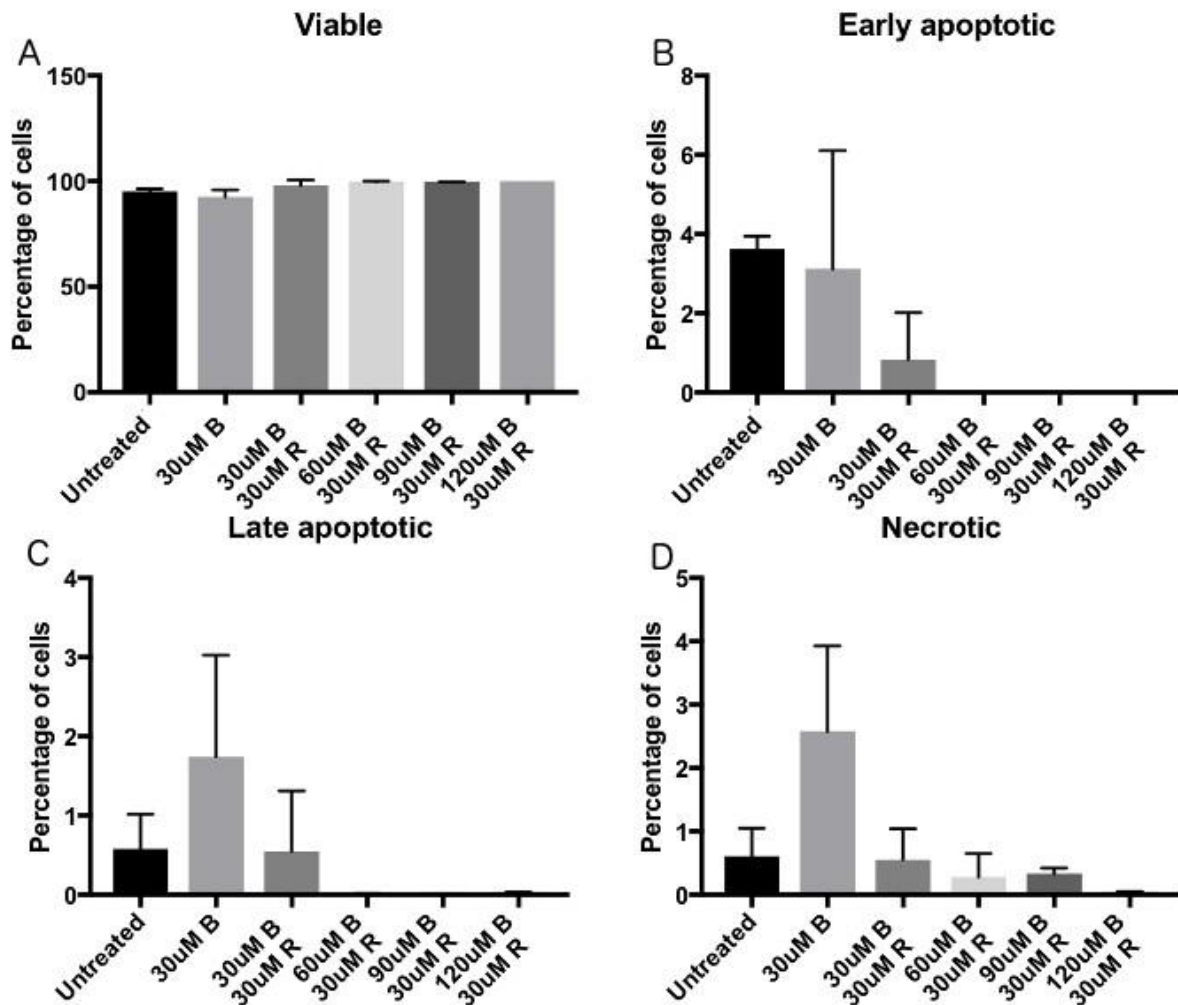 Viable
A
150
100
50
0
Percentage of cells
Untreated
30uM B
30uM B
30uM R
60uM B
30uM R
90uM B
30uM R
120uM B
30uM R
Early apoptotic
B
8
6
4
2
0
Percentage of cells
Untreated
30uM B
30uM B
30uM R
60uM B
30uM R
90uM B
30uM R
120uM B
30uM R
Late apoptotic
C
4
3
2
1
0
Percentage of cells
Untreated
30uM B
30uM B
30uM R
60uM B
30uM R
90uM B
30uM R
120uM B
30uM R
Necrotic
D
5
4
3
2
1
0
Percentage of cells
Untreated
30uM B
30uM B
30uM R
60uM B
30uM R
90uM B
30uM R
120uM B
30uM R